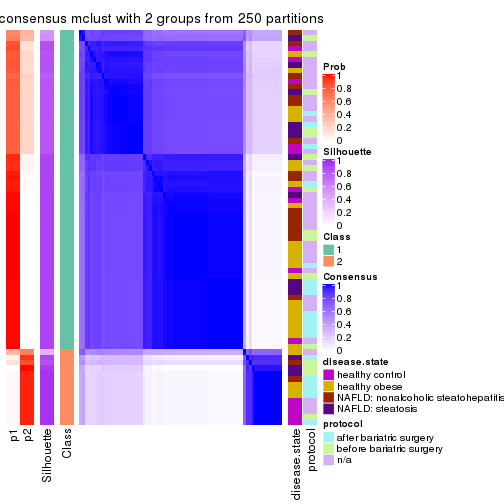 consensus mclust with 2 groups from 250 partitions
Prob
1
0.8
0.6
0.4
0.2
0
Silhouette
1
0.8
0.6
0.4
0.2
0
Class
1
2
Consensus
1
0.8
0.6
0.4
0.2
0
disease.state
healthy control
healthy obese
NAFLD: nonalcoholic steatohepatitis
NAFLD: steatosis
protocol
after bariatric surgery
before bariatric surgery
n/a
p1
p2
Silhouette
Class
disease.state
protocol